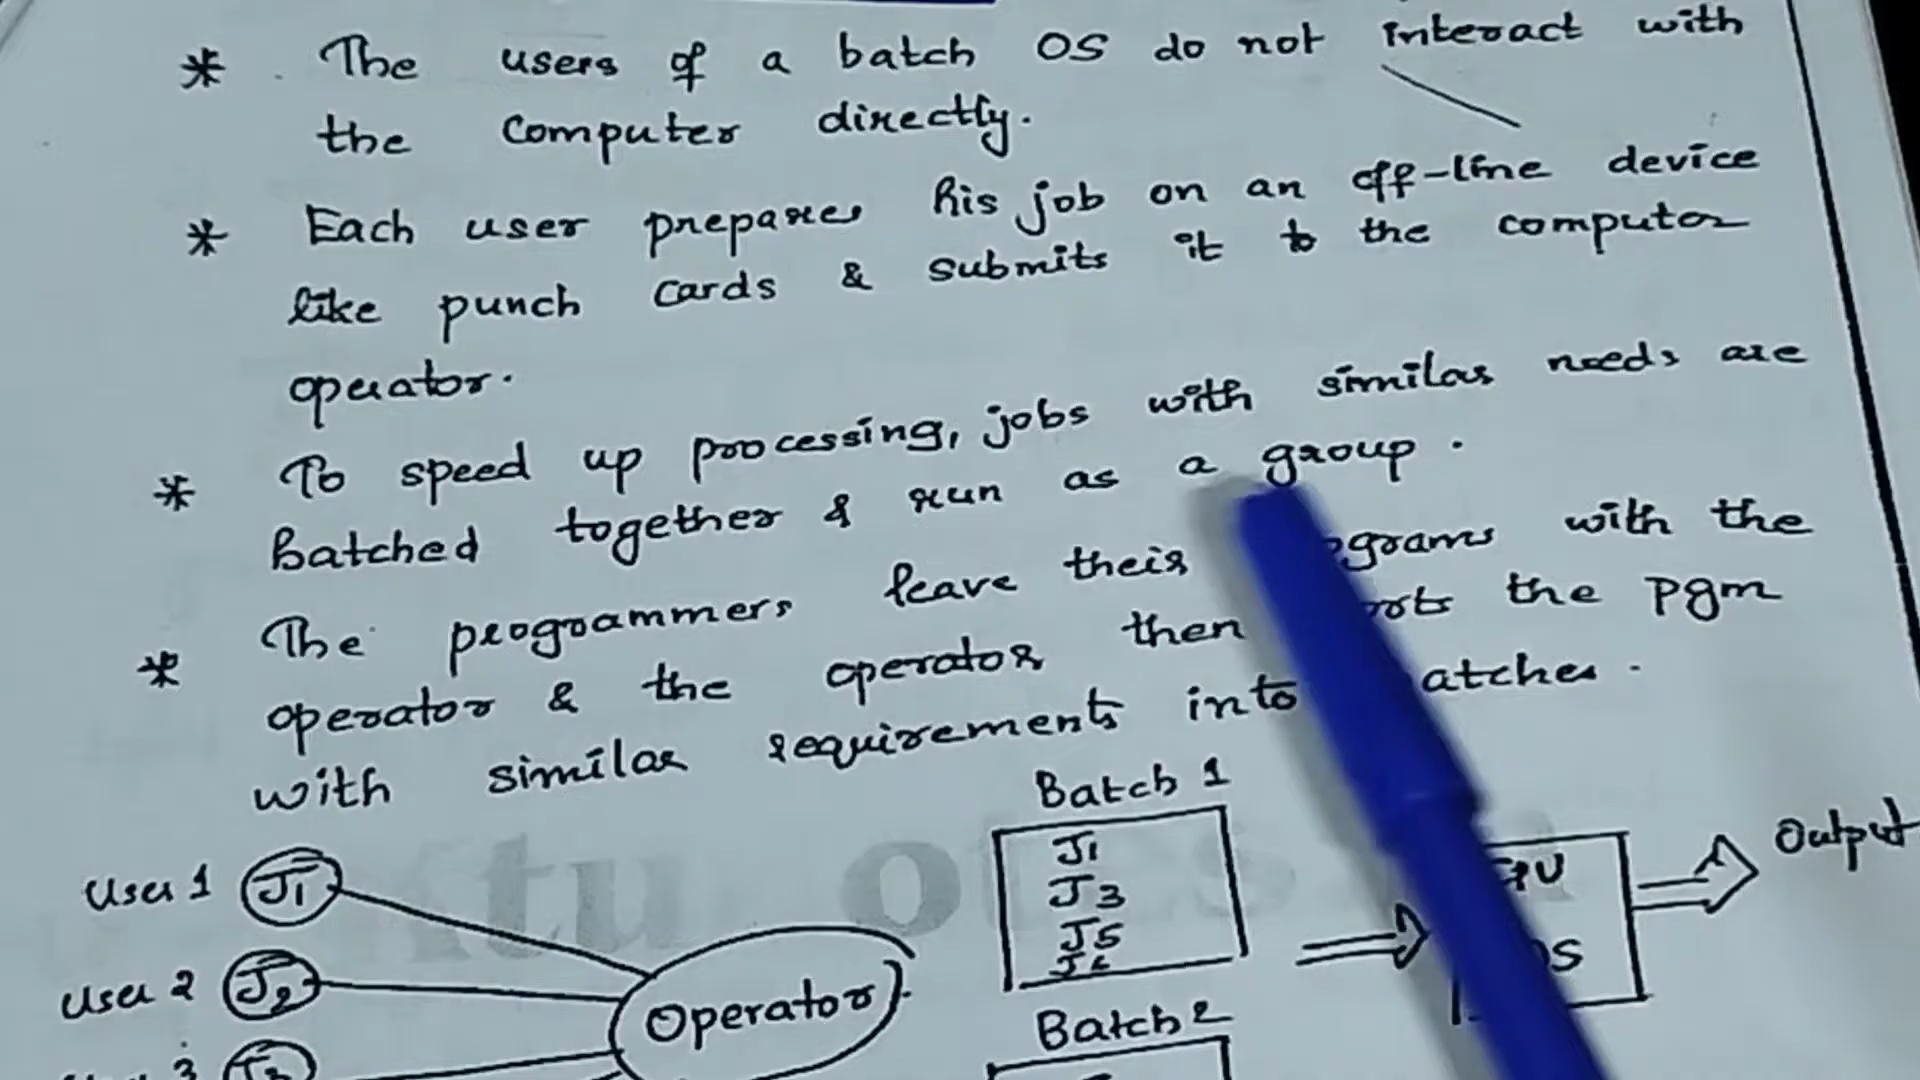 * The users of a batch OS do not interact with
the computer directly.
* Each user prepares his job on an off-line device
like punch cards & submits it to the computer
operator.
* To speed up processing, jobs with similar needs are
Batched together & run as a group.
* The programmers leave their with the
operator & the operator then the pgm
with similar requirements into
Batch 1
User 1 J1
J1
J3
J5
Output
User 2 J2
OS
Operator
Batch 2
3 J3